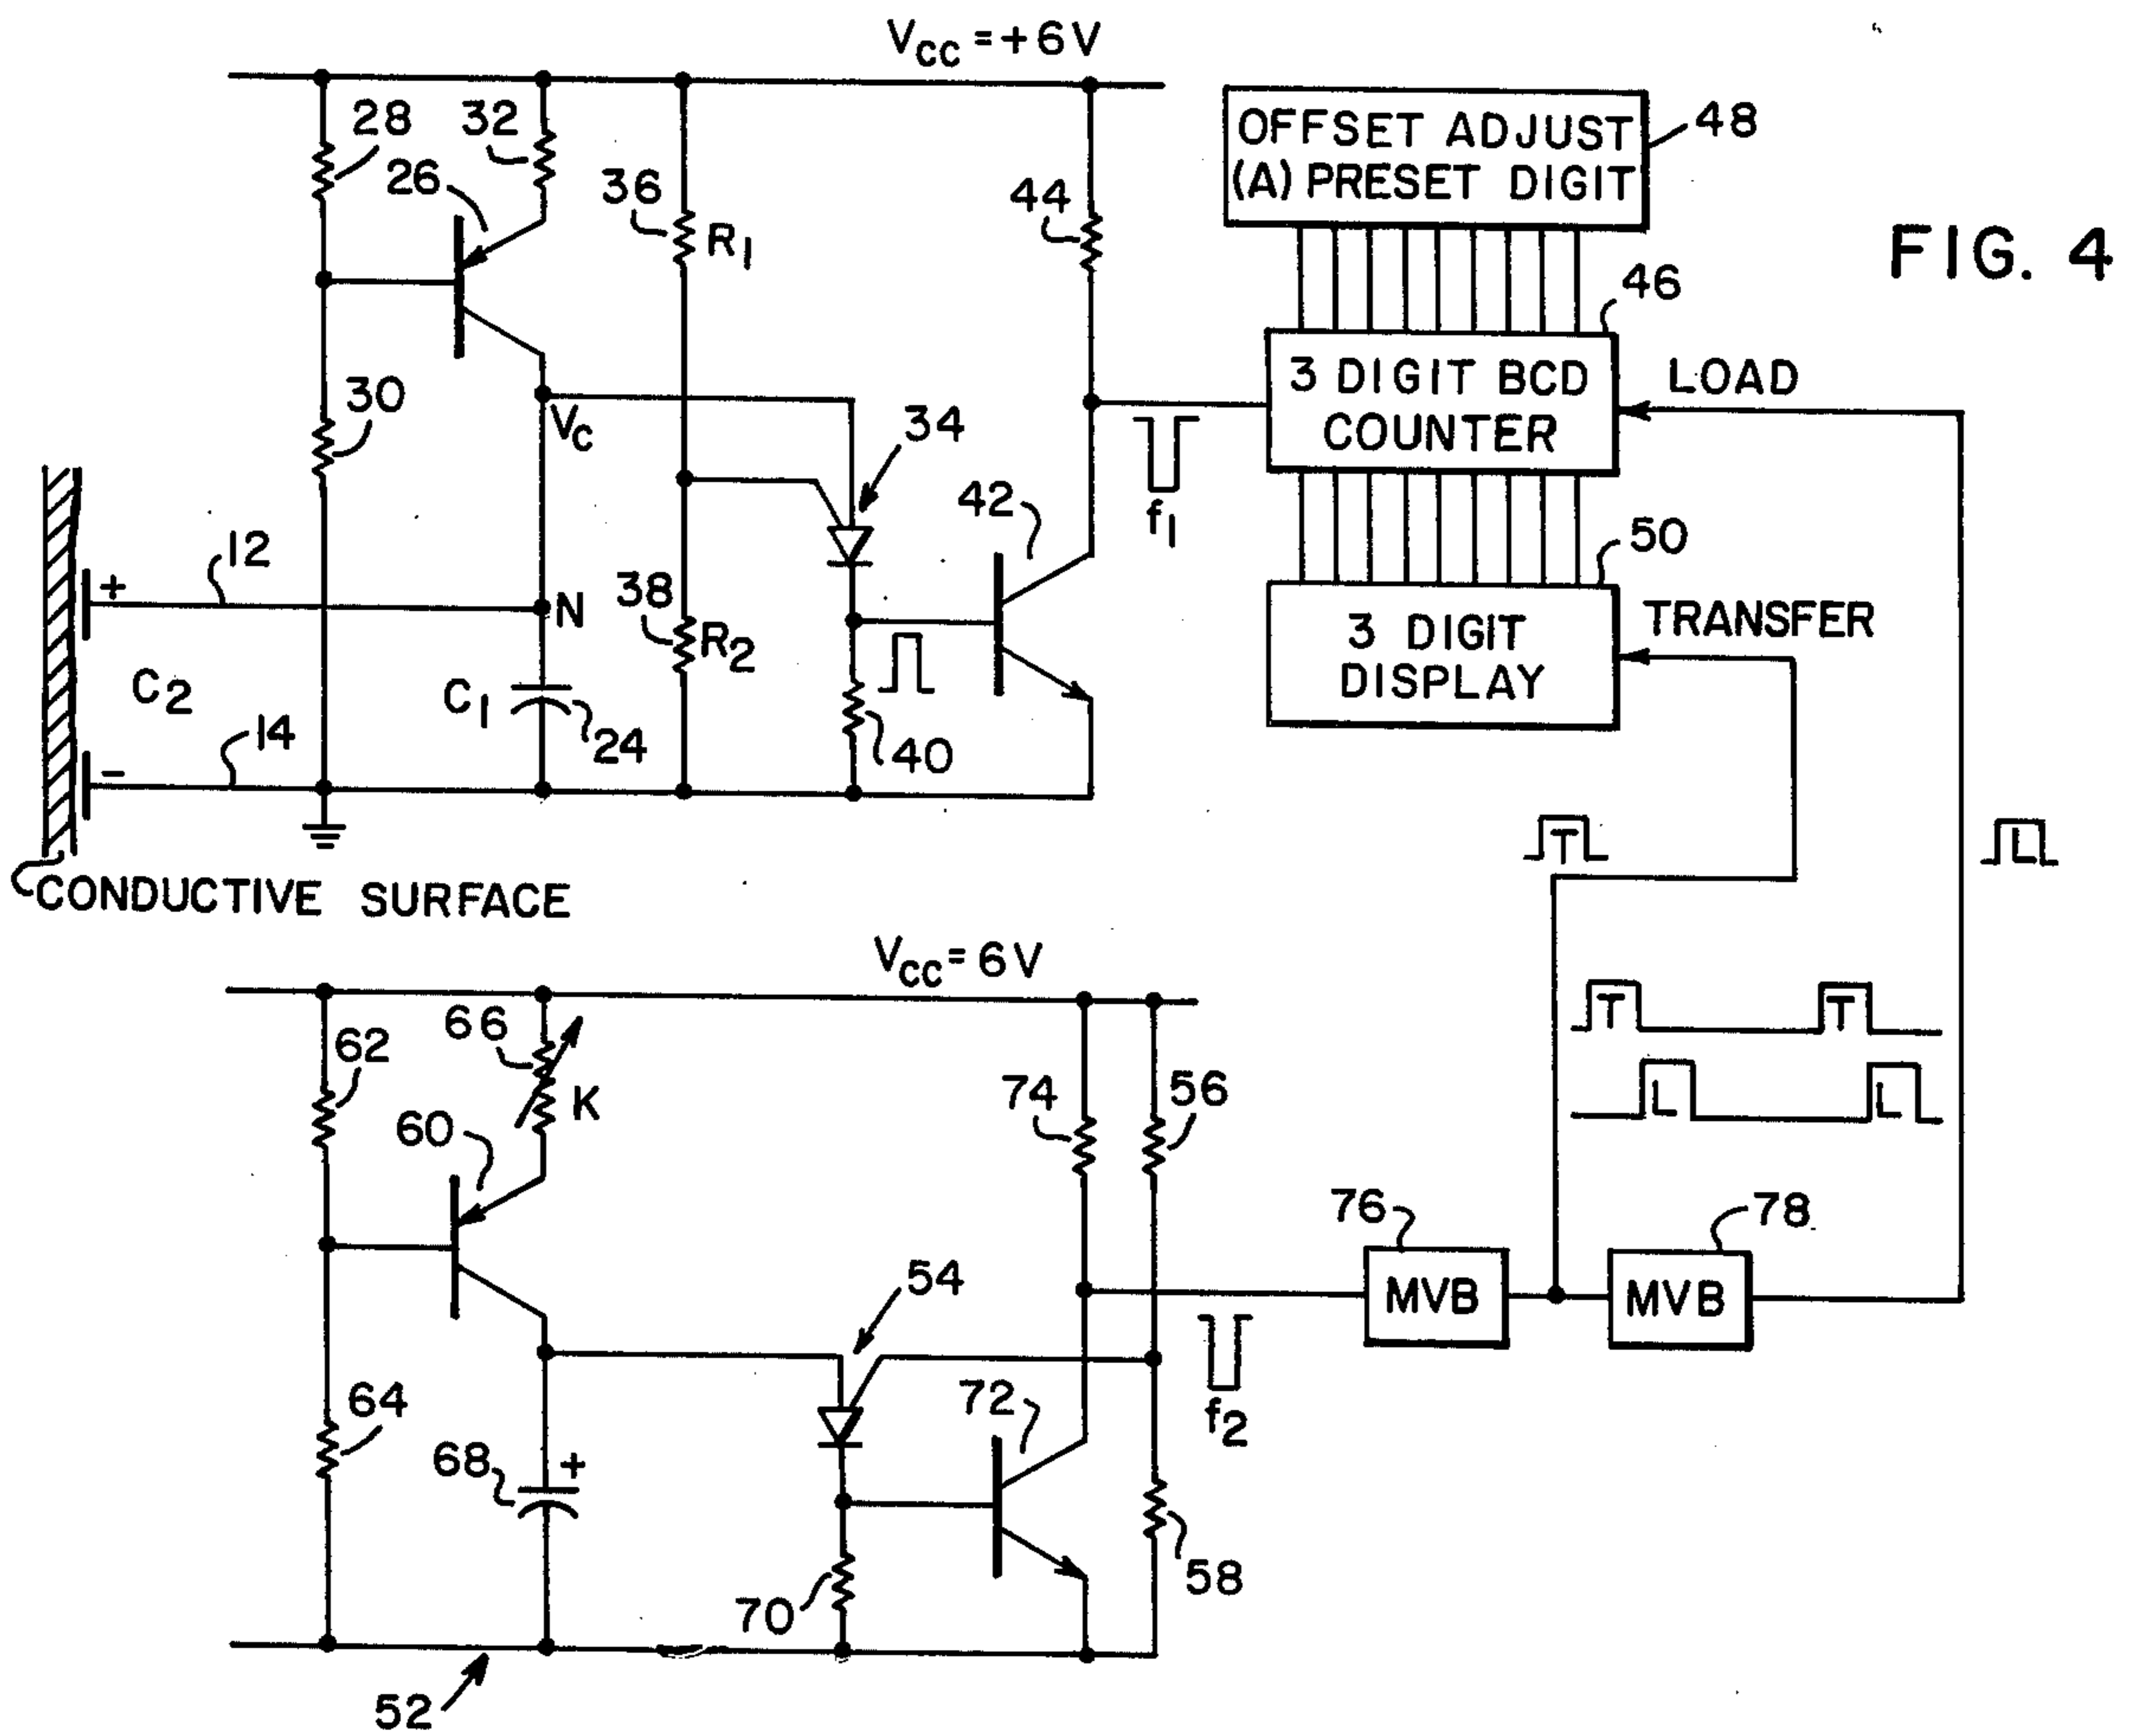 V_CC = +6V
28
32
26
36
R1
44
OFFSET ADJUST
(A) PRESET DIGIT
48
FIG. 4
46
3 DIGIT BCD
COUNTER
LOAD
30
VC
34
42
f1
50
12
+
N
38
R2
3 DIGIT
DISPLAY
TRANSFER
C2
C1
14
-
24
40
T
L
CONDUCTIVE SURFACE
V_CC = 6V
66
62
K
60
74
56
T
T
L
L
76
MVB
78
MVB
54
64
72
f2
68
+
70
58
52